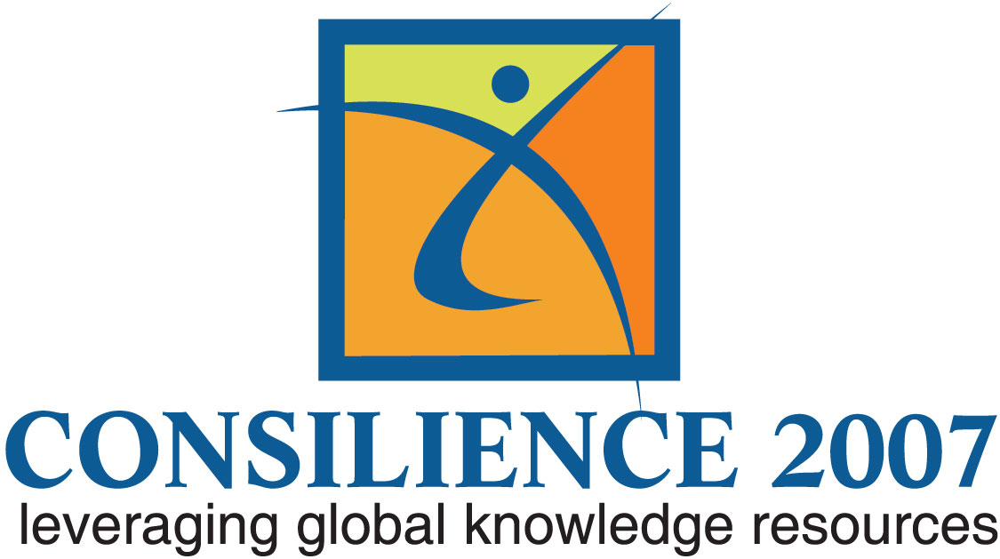 CONSILIENCE 2007
leveraging global knowledge resources